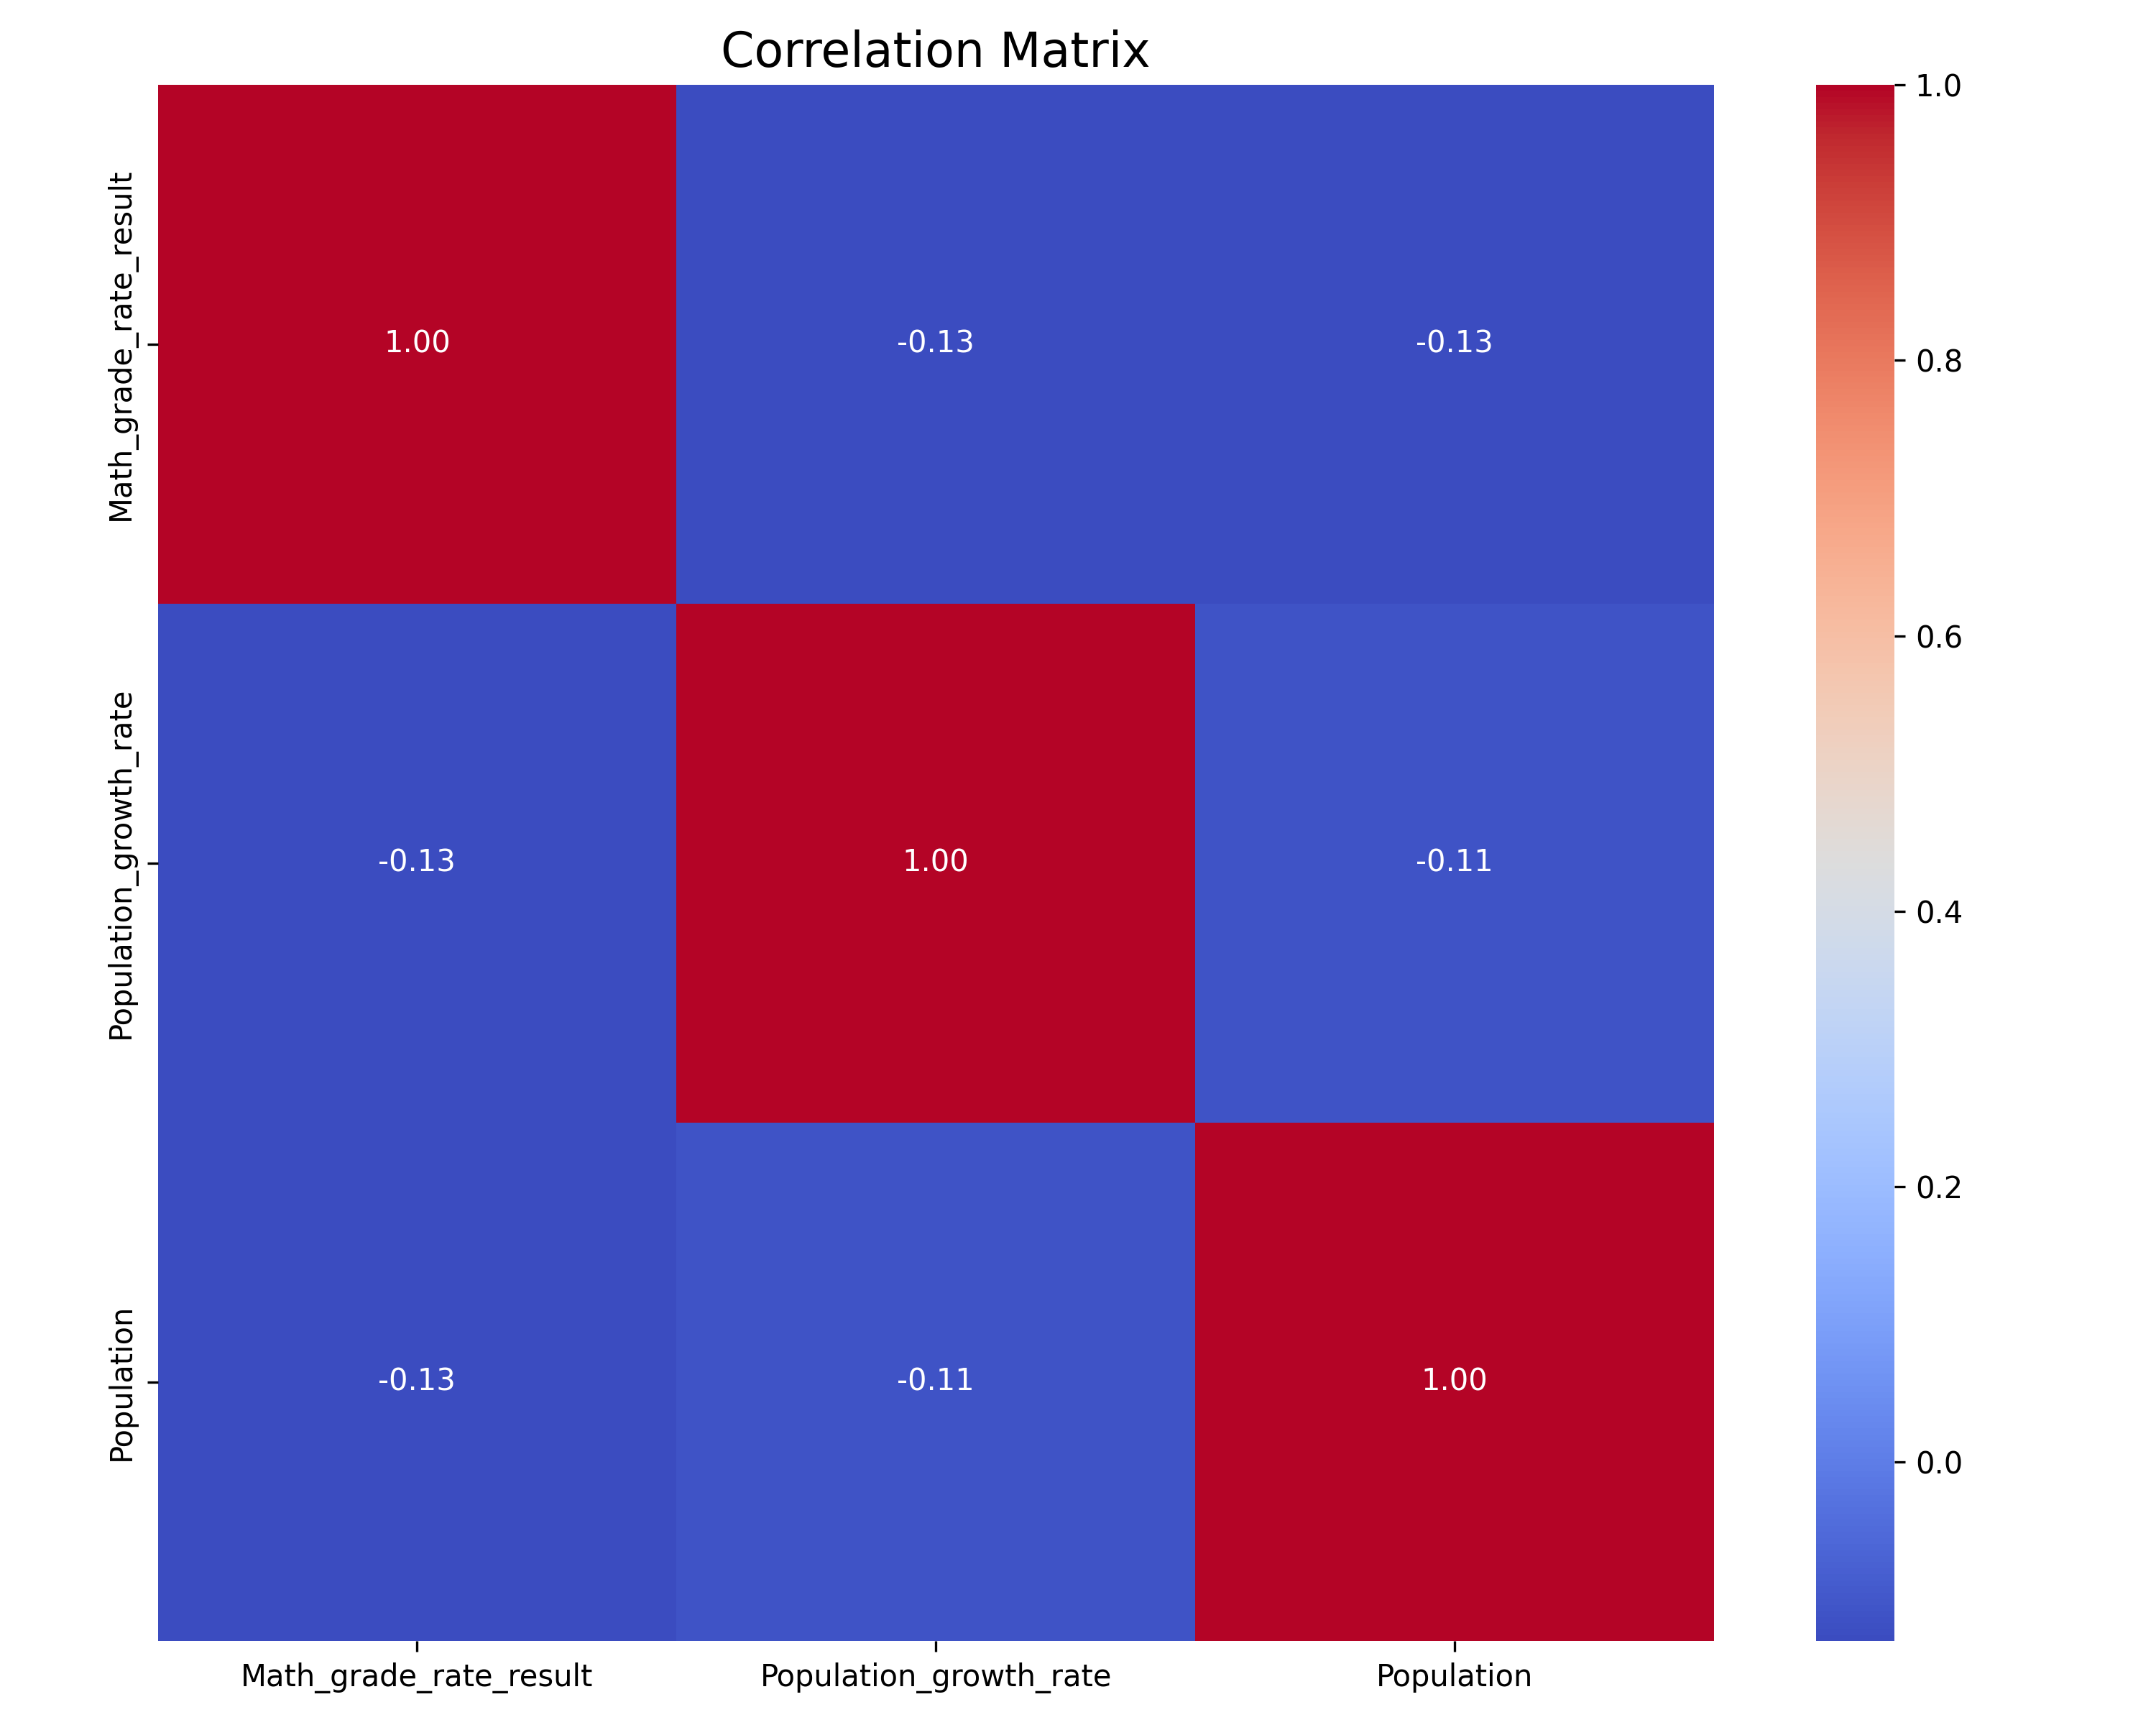 Correlation Matrix
Math_grade_rate_result
1.00
-0.13
-0.13
Population_growth_rate
-0.13
1.00
-0.11
Population
-0.13
-0.11
1.00
Math_grade_rate_result
Population_growth_rate
Population
1.0
0.8
0.6
0.4
0.2
0.0